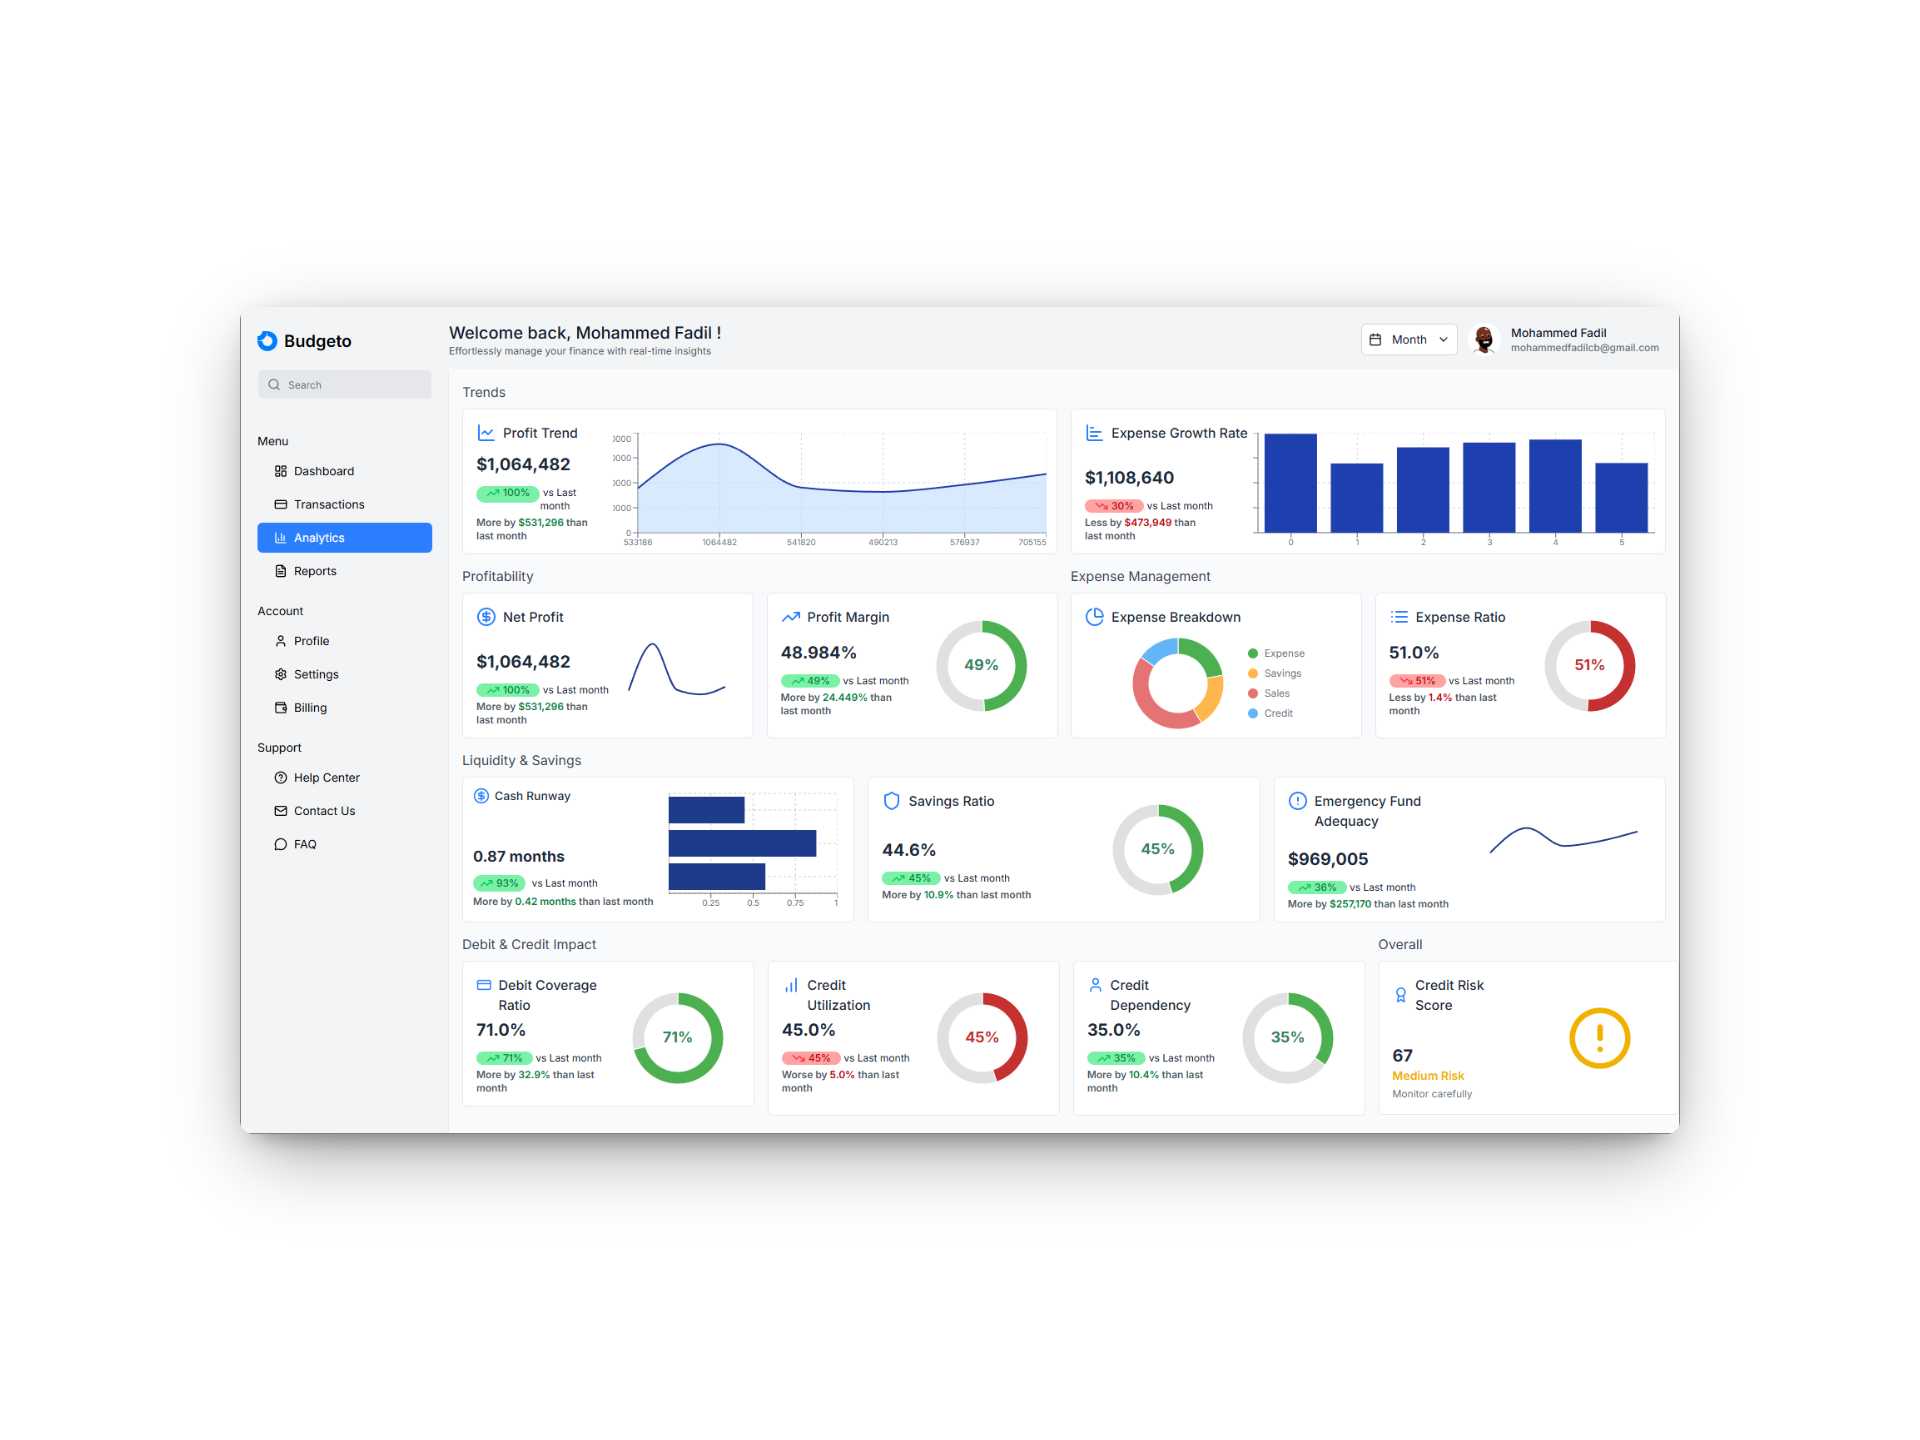 Budgeto
Search
Menu
Dashboard
Transactions
Analytics
Reports
Account
Profile
Settings
Billing
Support
Help Center
Contact Us
FAQ
Welcome back, Mohammed Fadil !
Effortlessly manage your finance with real-time insights
Month
Mohammed Fadil
mohammedfadilcb@gmail.com
Trends
Profit Trend
$1,064,482
100% vs Last
month
More by $531,296 than
last month
0000
0000
0000
0000
0
533186 1064482 541820 490213 576937 705155
Expense Growth Rate
$1,108,640
30% vs Last month
Less by $473,949 than
last month
0 1 2 3 4 5
Profitability
Net Profit
$1,064,482
100% vs Last month
More by $531,296 than
last month
Profit Margin
48.984%
49% vs Last month
More by 24.449% than
last month
49%
Expense Management
Expense Breakdown
Expense
Savings
Sales
Credit
Expense Ratio
51.0%
51% vs Last month
Less by 1.4% than last
month
51%
Liquidity & Savings
Cash Runway
0.87 months
93% vs Last month
More by 0.42 months than last month
0.25 0.5 0.75 1
Savings Ratio
44.6%
45% vs Last month
More by 10.9% than last month
45%
Emergency Fund
Adequacy
$969,005
36% vs Last month
More by $257,170 than last month
Debit & Credit Impact
Debit Coverage
Ratio
71.0%
71% vs Last month
More by 32.9% than last
month
71%
Credit
Utilization
45.0%
45% vs Last month
Worse by 5.0% than last
month
45%
Credit
Dependency
35.0%
35% vs Last month
More by 10.4% than last
month
35%
Overall
Credit Risk
Score
67
Medium Risk
Monitor carefully